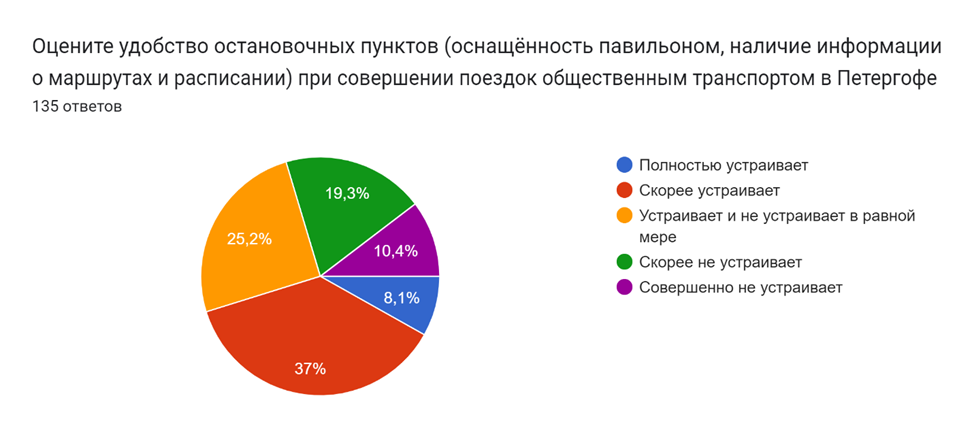 Оцените удобство остановочных пунктов (оснащённость павильоном, наличие информации
о маршрутах и расписании) при совершении поездок общественным транспортом в Петергофе
135 ответов
Полностью устраивает
Скорее устраивает
Устраивает и не устраивает в равной
мере
Скорее не устраивает
Совершенно не устраивает
19,3%
25,2%
10,4%
8,1%
37%